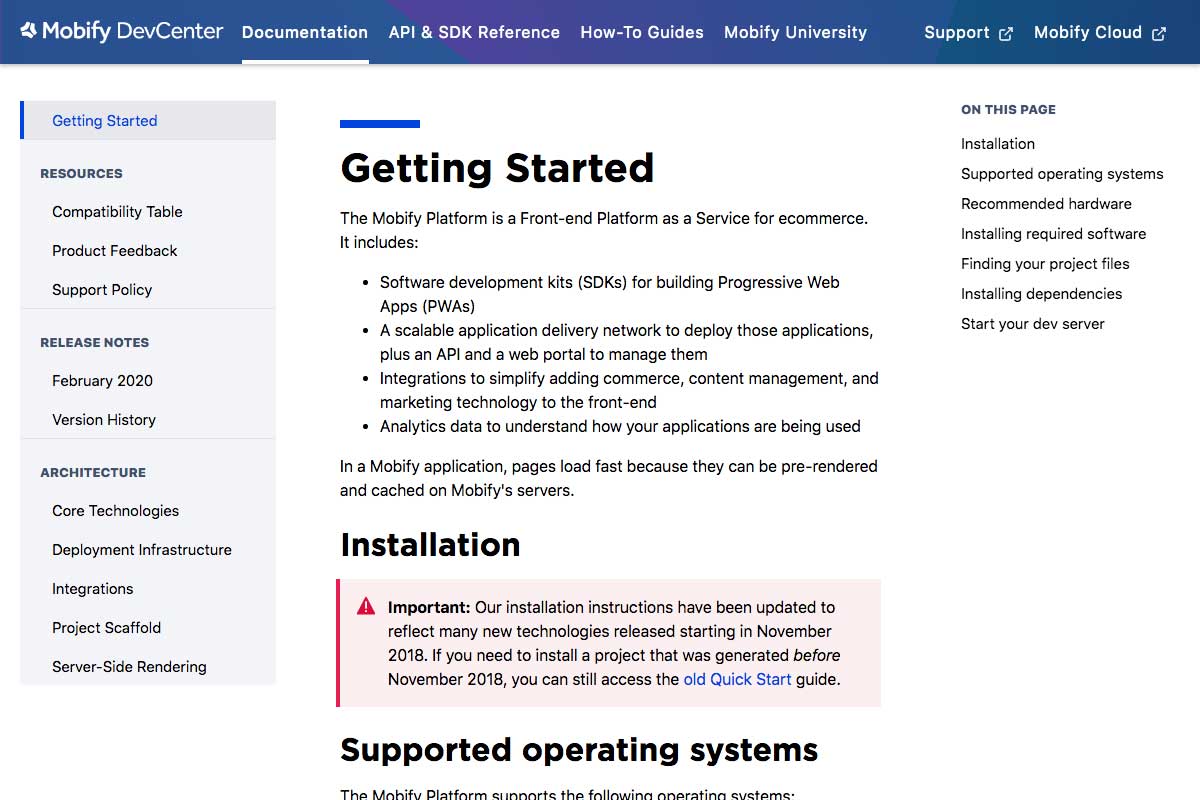 Mobify DevCenter
Documentation
API & SDK Reference
How-To Guides
Mobify University
Support
Mobify Cloud
Getting Started
RESOURCES
Compatibility Table
Product Feedback
Support Policy
RELEASE NOTES
February 2020
Version History
ARCHITECTURE
Core Technologies
Deployment Infrastructure
Integrations
Project Scaffold
Server-Side Rendering
Getting Started
The Mobify Platform is a Front-end Platform as a Service for ecommerce.
It includes:
• Software development kits (SDKs) for building Progressive Web
Apps (PWAs)
• A scalable application delivery network to deploy those applications,
plus an API and a web portal to manage them
• Integrations to simplify adding commerce, content management, and
marketing technology to the front-end
• Analytics data to understand how your applications are being used
In a Mobify application, pages load fast because they can be pre-rendered
and cached on Mobify's servers.
Installation
Important: Our installation instructions have been updated to
reflect many new technologies released starting in November
2018. If you need to install a project that was generated before
November 2018, you can still access the old Quick Start guide.
Supported operating systems
The Mobify Platform supports the following operating systems:
ON THIS PAGE
Installation
Supported operating systems
Recommended hardware
Installing required software
Finding your project files
Installing dependencies
Start your dev server